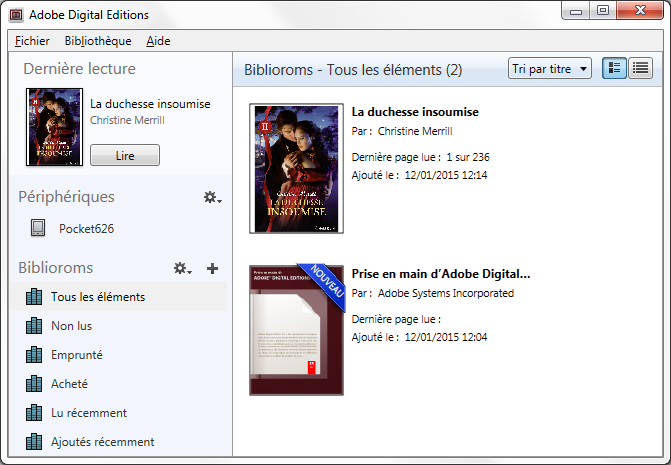 Adobe Digital Editions
Fichier Bibliothèque Aide
Dernière lecture
La duchesse insoumise
Christine Merrill
Lire
Périphériques
Pocket626
Biblioroms
Tous les éléments
Non lus
Emprunté
Acheté
Lu récemment
Ajoutés récemment
Biblioroms - Tous les éléments (2)
Tri par titre
LA DUCHESSE
INSOUMISE
La duchesse insoumise
Par : Christine Merrill
Dernière page lue : 1 sur 236
Ajouté le : 12/01/2015 12:14
Prise en main d'
ADOBE® DIGITAL EDITIONS
NOUVEAU
Prise en main d’Adobe Digital...
Par : Adobe Systems Incorporated
Dernière page lue :
Ajouté le : 12/01/2015 12:04